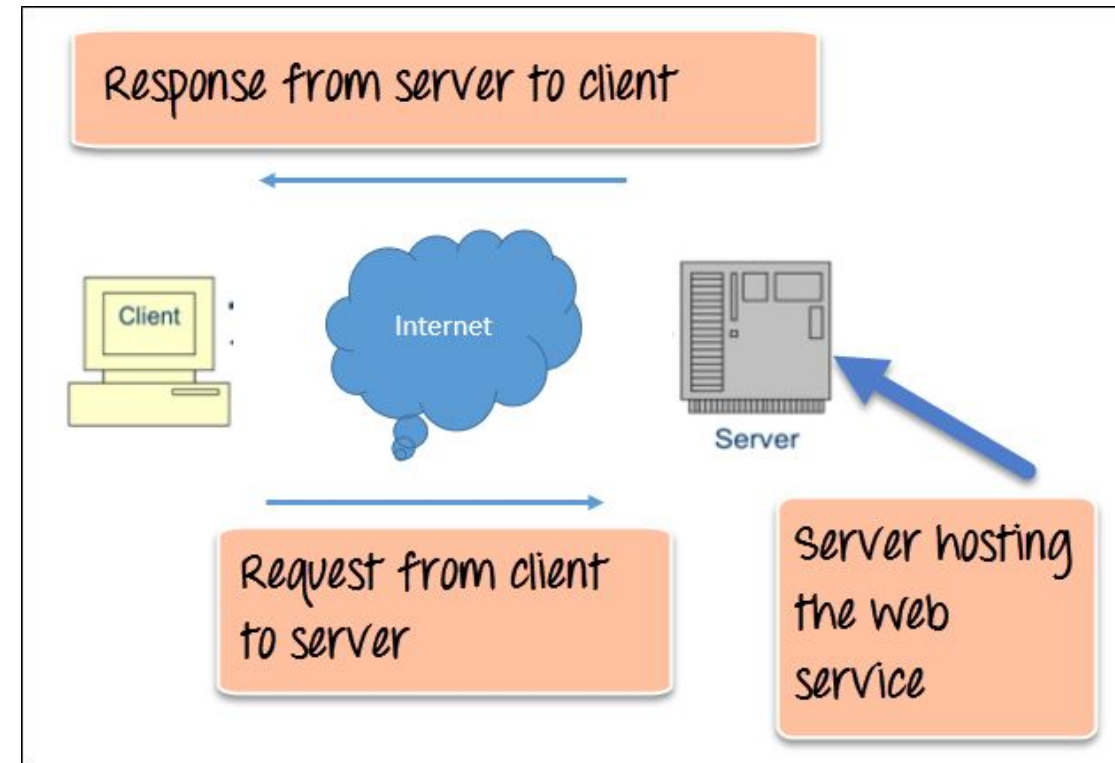 Response from server to client
Client
Internet
Server
Request from client
to server
Server hosting
the web
service